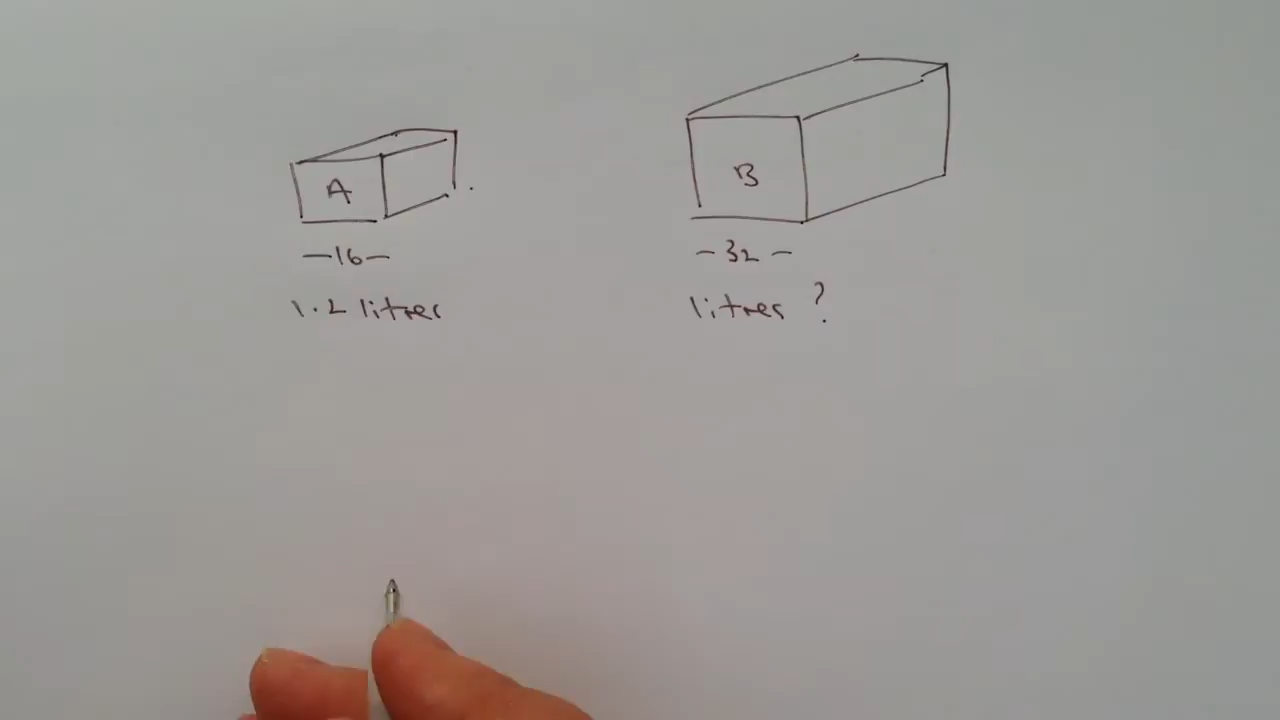 A
B
—16—
- 32 -
1.2 litres
litres ?